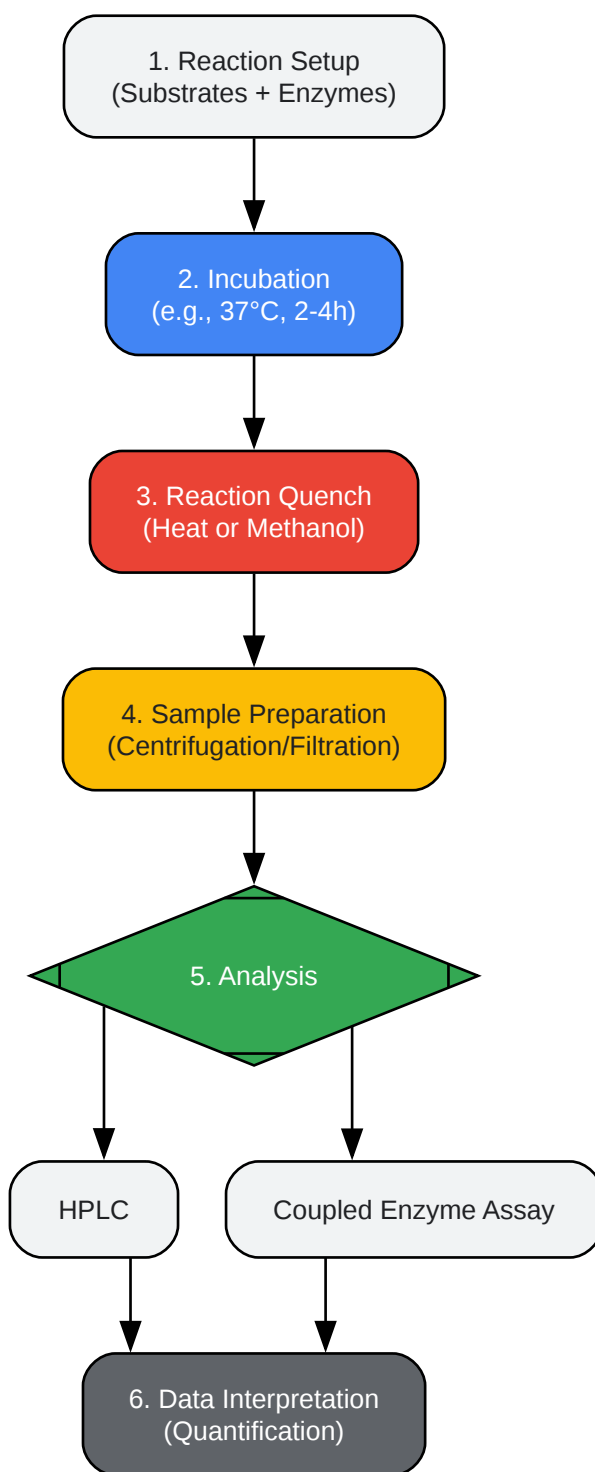 1. Reaction Setup
(Substrates + Enzymes)
2. Incubation
(e.g., 37°C, 2-4h)
3. Reaction Quench
(Heat or Methanol)
4. Sample Preparation
(Centrifugation/Filtration)
5. Analysis
HPLC
Coupled Enzyme Assay
6. Data Interpretation
(Quantification)